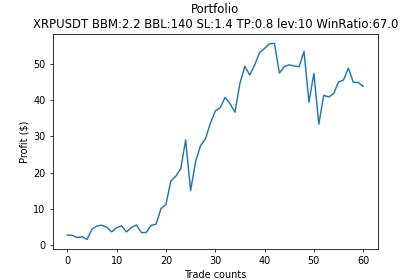 Portfolio
XRPUSDT BBM:2.2 BBL:140 SL:1.4 TP:0.8 lev:10 WinRatio:67.0
Profit ($)
50
40
30
20
10
0
0 10 20 30 40 50 60
Trade counts